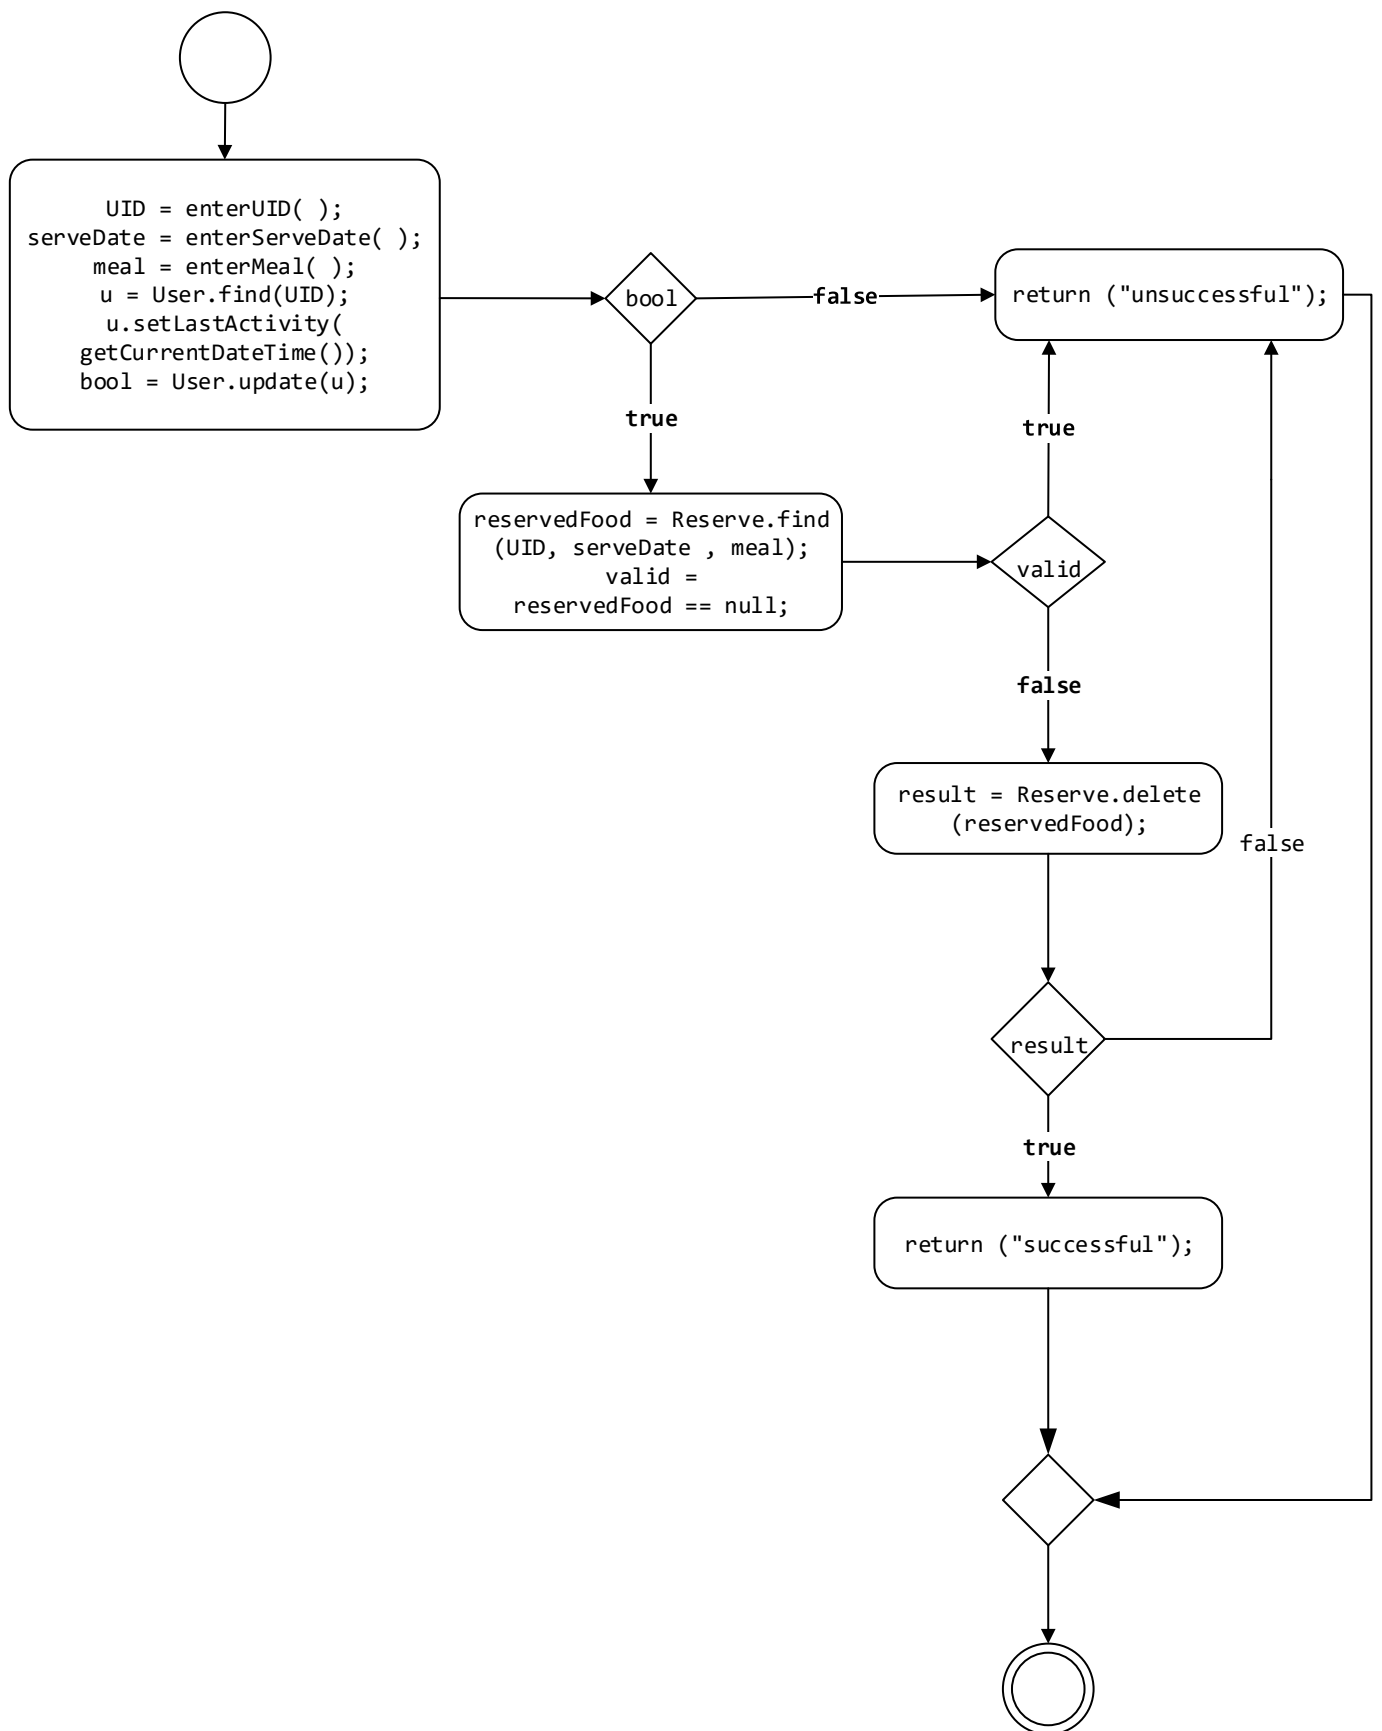 UID = enterUID( );
serveDate = enterServeDate( );
meal = enterMeal( );
u = User.find(UID);
u.setLastActivity(
getCurrentDateTime());
bool = User.update(u);
bool
false
return ("unsuccessful");
true
true
reservedFood = Reserve.find
(UID, serveDate , meal);
valid =
reservedFood == null;
valid
false
result = Reserve.delete
(reservedFood);
false
result
true
return ("successful");